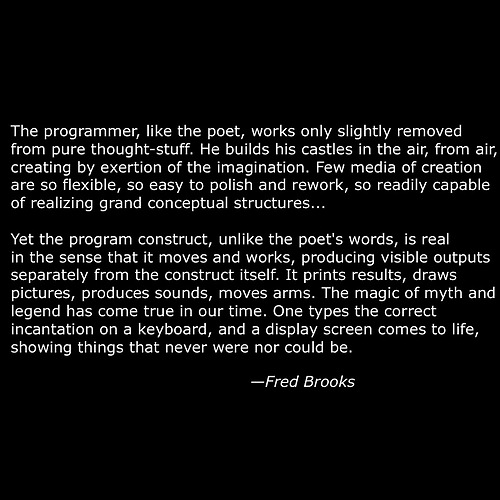 The programmer, like the poet, works only slightly removed
from pure thought-stuff. He builds his castles in the air, from air,
creating by exertion of the imagination. Few media of creation
are so flexible, so easy to polish and rework, so readily capable
of realizing grand conceptual structures...
Yet the program construct, unlike the poet's words, is real
in the sense that it moves and works, producing visible outputs
separately from the construct itself. It prints results, draws
pictures, produces sounds, moves arms. The magic of myth and
legend has come true in our time. One types the correct
incantation on a keyboard, and a display screen comes to life,
showing things that never were nor could be.
—Fred Brooks